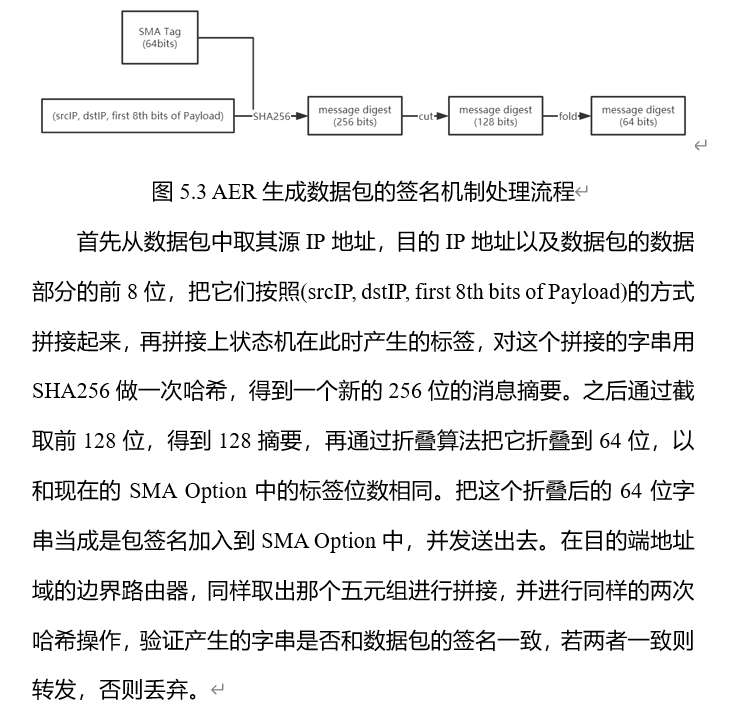 SMA Tag
(64bits)
(srcIP, dstIP, first 8th bits of Payload)
SHA256
message digest
(256 bits)
cut
message digest
(128 bits)
fold
message digest
(64 bits)
图 5.3 AER 生成数据包的签名机制处理流程
首先从数据包中取其源 IP 地址，目的 IP 地址以及数据包的数据
部分的前 8 位，把它们按照(srcIP, dstIP, first 8th bits of Payload)的方式
拼接起来，再拼接上状态机在此时产生的标签，对这个拼接的字串用
SHA256 做一次哈希，得到一个新的 256 位的消息摘要。之后通过截
取前 128 位，得到 128 摘要，再通过折叠算法把它折叠到 64 位，以
和现在的 SMA Option 中的标签位数相同。把这个折叠后的 64 位字
串当成是包签名加入到 SMA Option 中，并发送出去。在目的端地址
域的边界路由器，同样取出那个五元组进行拼接，并进行同样的两次
哈希操作，验证产生的字串是否和数据包的签名一致，若两者一致则
转发，否则丢弃。